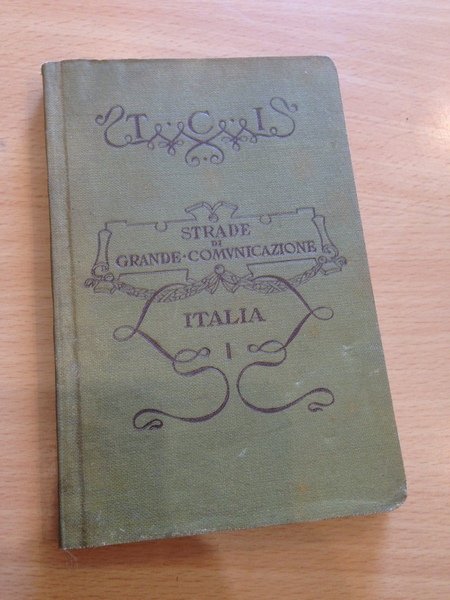 T·C·I
STRADE
DI
GRANDE·COMVNICAZIONE
ITALIA
I